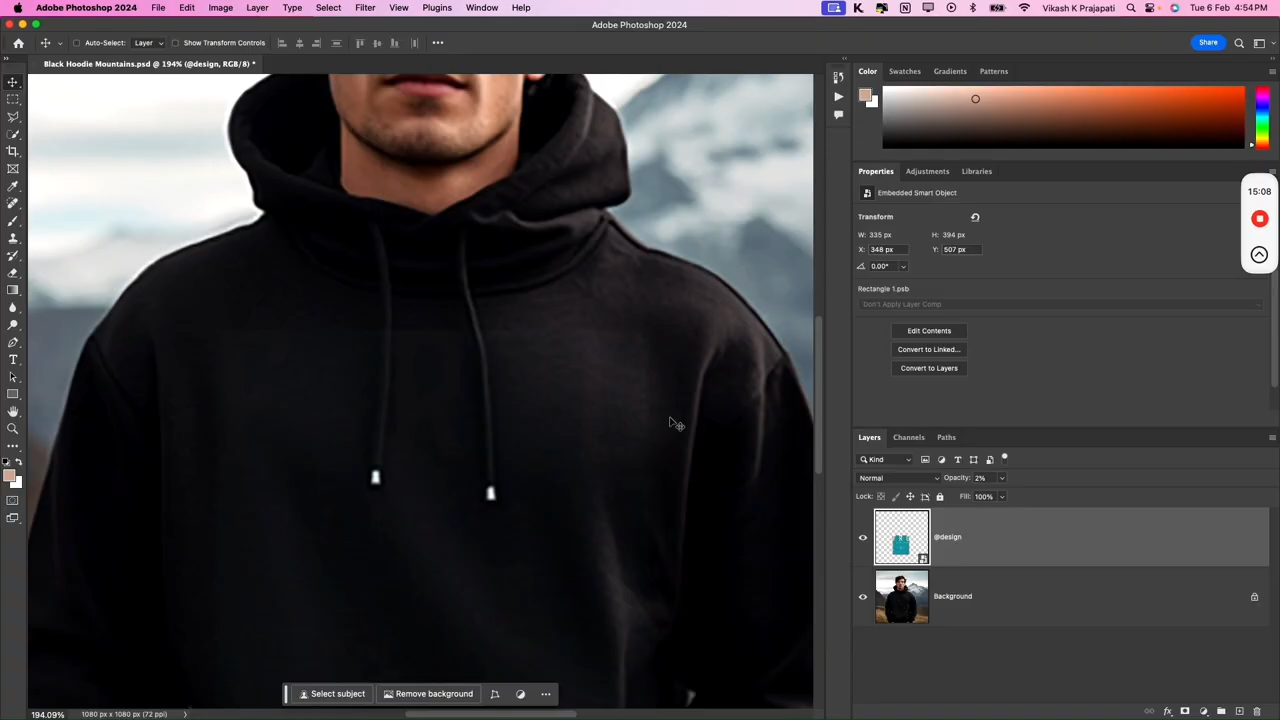 Adobe Photoshop 2024 File Edit Image Layer Type Select Filter View Plugins Window Help Vikash K Prajapati Tue 6 Feb 4:54 PM
Adobe Photoshop 2024
Auto-Select: Layer Show Transform Controls Share
Black Hoodie Mountains.psd @ 194% (@design, RGB/8) *
Color Swatches Gradients Patterns
Properties Adjustments Libraries
Embedded Smart Object
15:08
Transform
W: 335 px H: 394 px
X: 348 px Y: 507 px
0.00°
Rectangle 1.psb
Don't Apply Layer Comp
Edit Contents
Convert to Linked...
Convert to Layers
Layers Channels Paths
Kind
Normal Opacity: 2%
Lock: Fill: 100%
@design
Background
Select subject Remove background
194.09% 1080 px x 1080 px (72 ppi)